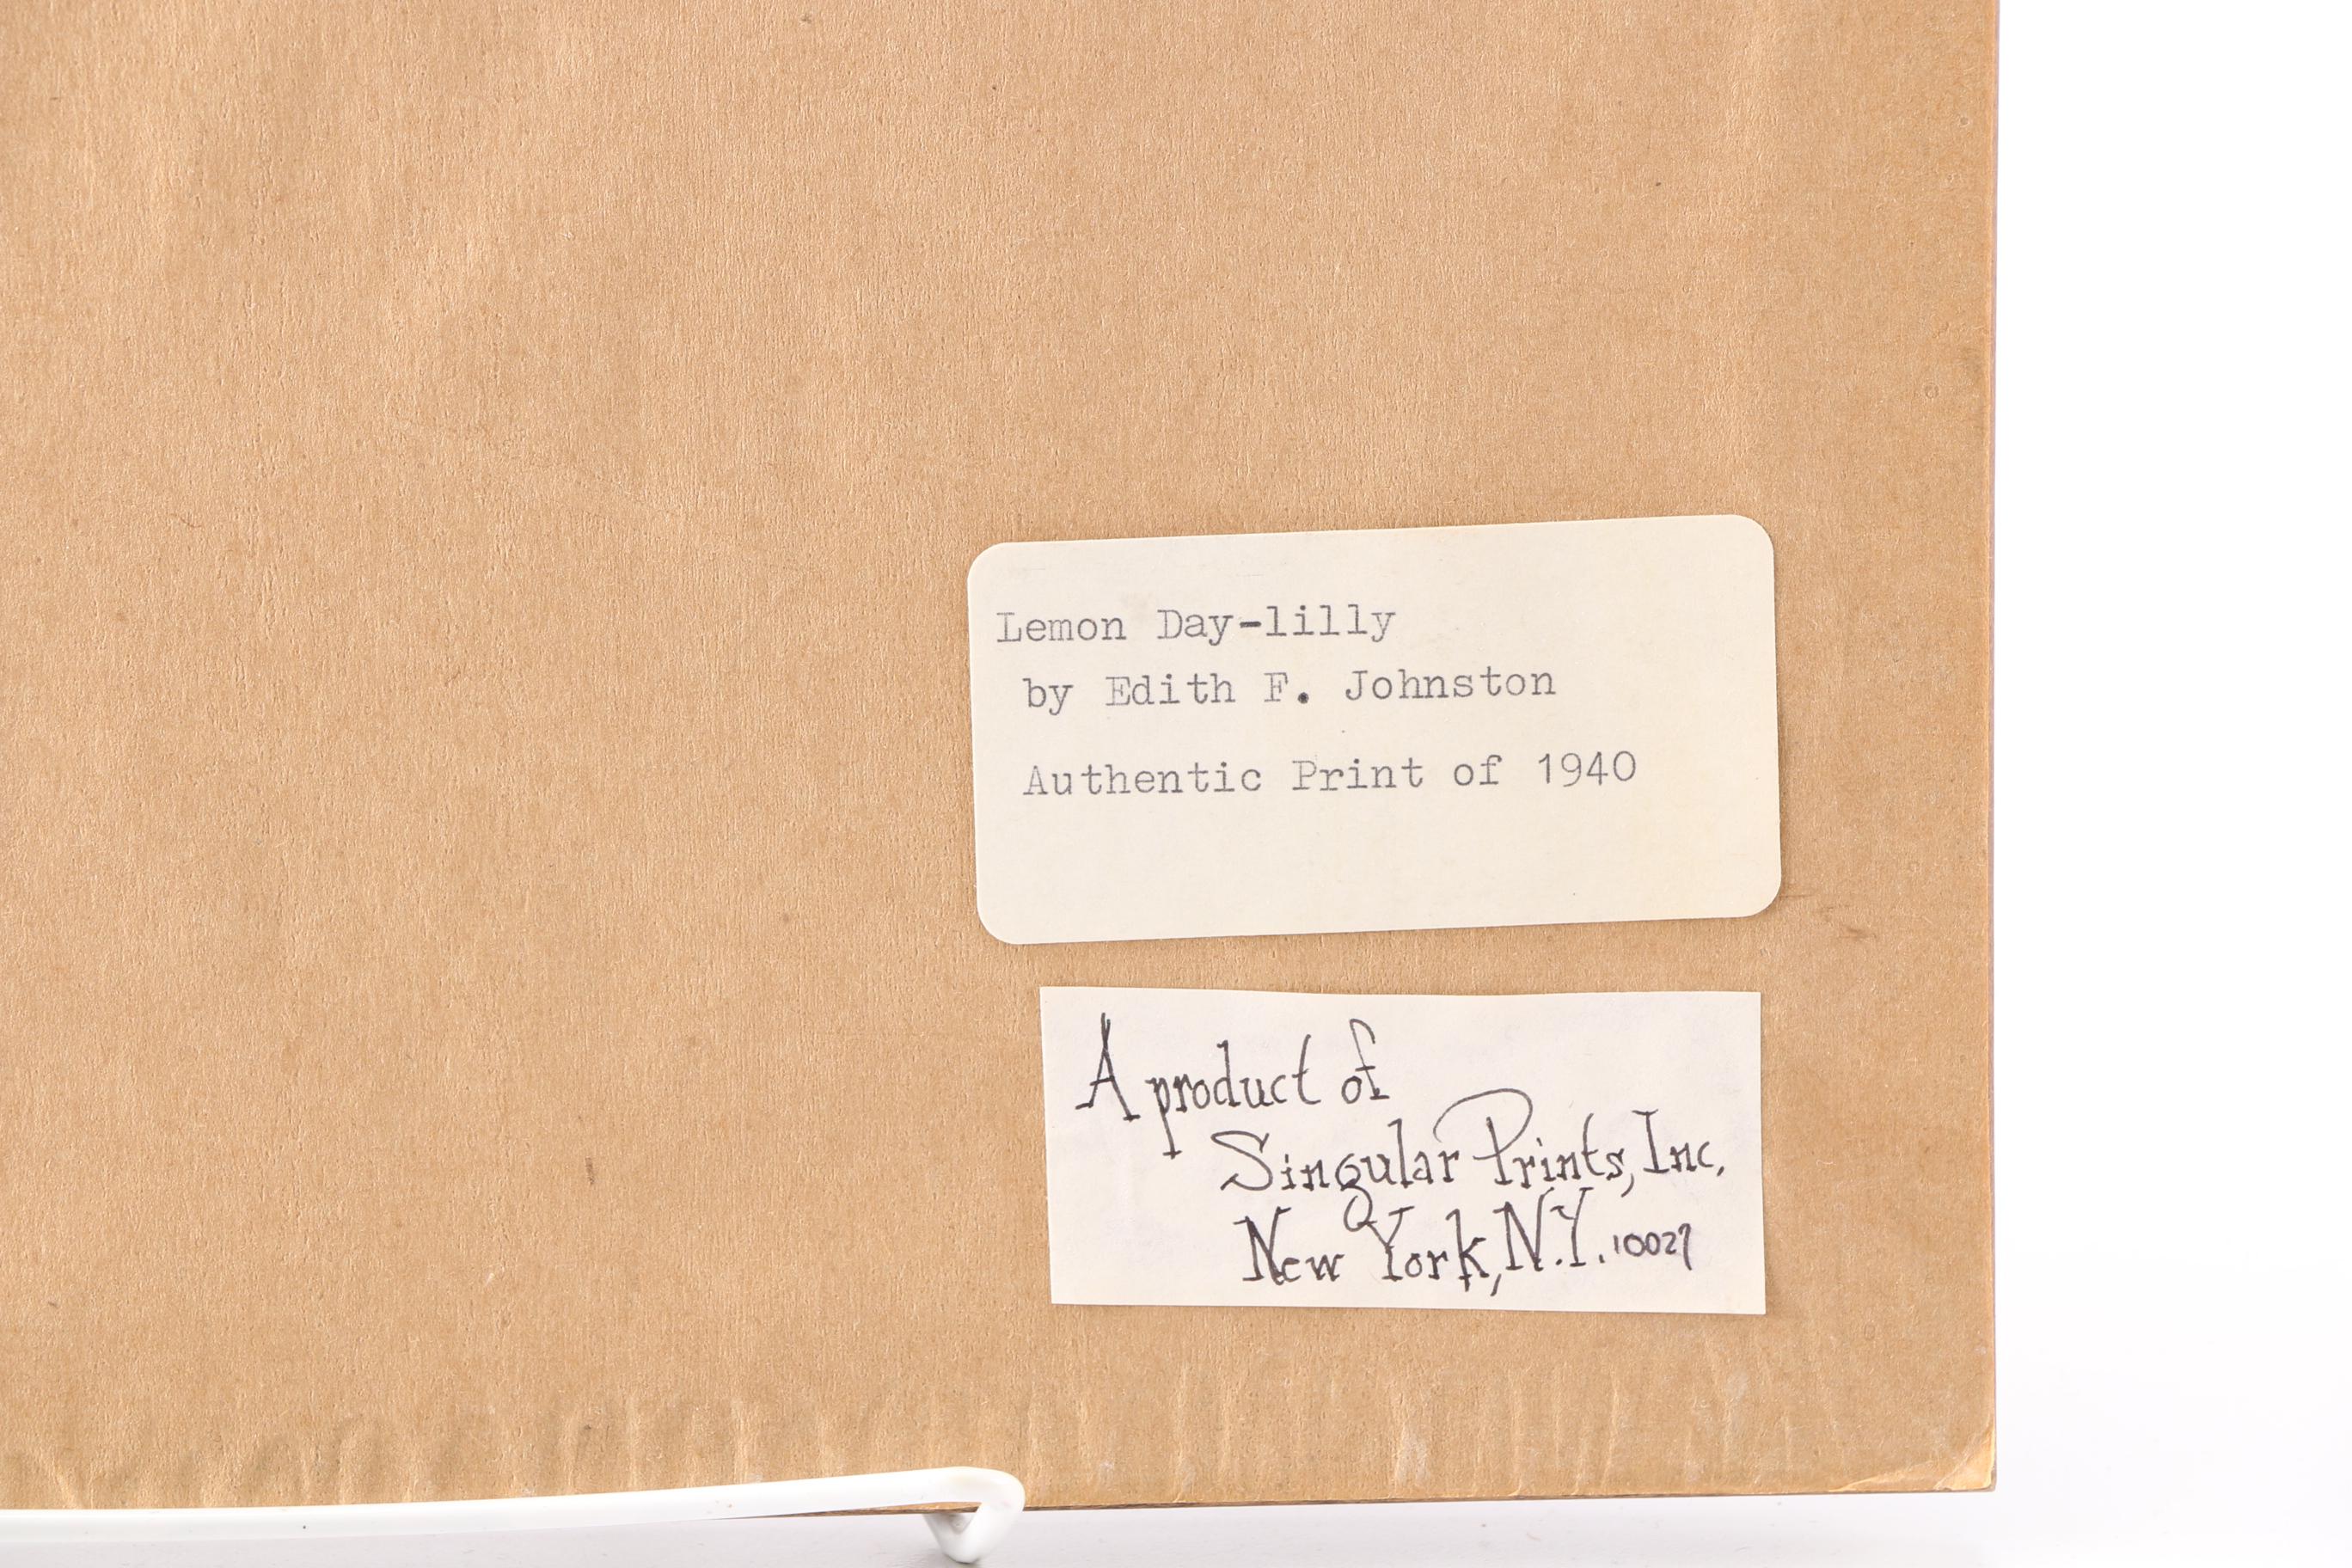 Lemon Day-lilly
by Edith F. Johnston
Authentic Print of 1940
A product of
Singular Prints, Inc.
New York, N.Y. 10027